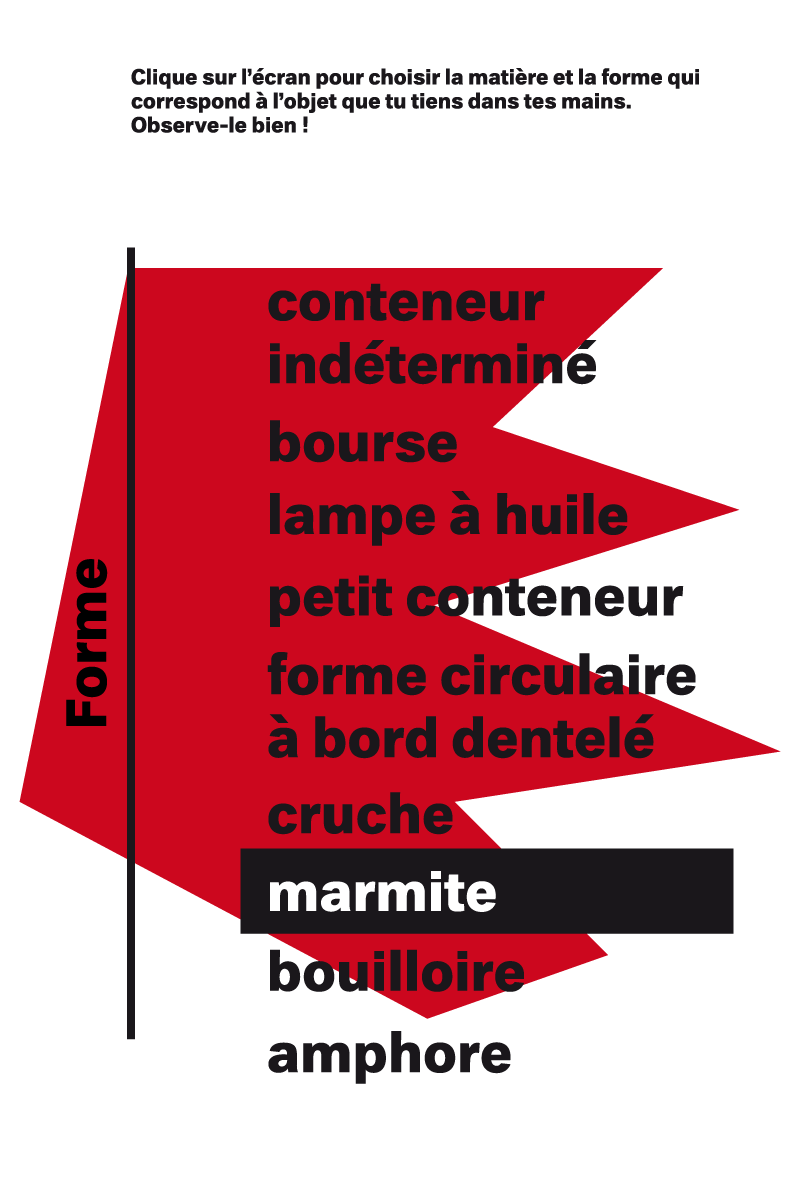 Clique sur l’écran pour choisir la matière et la forme qui
correspond à l’objet que tu tiens dans tes mains.
Observe-le bien !
Forme
conteneur
indéterminé
bourse
lampe à huile
petit conteneur
forme circulaire
à bord dentelé
cruche
marmite
bouilloire
amphore